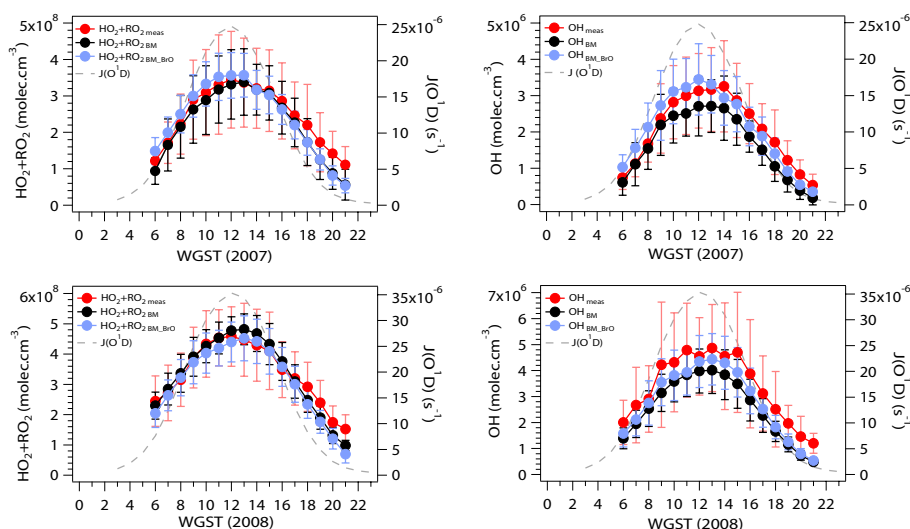 5x10⁸
4
3
2
1
0
HO₂+RO₂ (molec.cm⁻³)
HO₂+RO₂ meas
HO₂+RO₂ BM
HO₂+RO₂ BM_BrO
J(O¹D)
25x10⁻⁶
20
15
10
5
0
J(O¹D) (s⁻¹)
0 2 4 6 8 10 12 14 16 18 20 22
WGST (2007)
5x10⁶
4
3
2
1
0
OH (molec.cm⁻³)
OH meas
OH BM
OH BM_BrO
J (O¹D)
25x10⁻⁶
20
15
10
5
0
J(O¹D) (s⁻¹)
0 2 4 6 8 10 12 14 16 18 20 22
WGST (2007)
6x10⁸
5
4
3
2
1
0
HO₂+RO₂ (molec.cm⁻³)
HO₂+RO₂ meas
HO₂+RO₂ BM
HO₂+RO₂ BM_BrO
J(O¹D)
35x10⁻⁶
30
25
20
15
10
5
0
J(O¹D) (s⁻¹)
0 2 4 6 8 10 12 14 16 18 20 22
WGST (2008)
7x10⁶
6
5
4
3
2
1
0
OH (molec.cm⁻³)
OH meas
OH BM
OH BM_BrO
J(O¹D)
35x10⁻⁶
30
25
20
15
10
5
0
J(O¹D) (s⁻¹)
0 2 4 6 8 10 12 14 16 18 20 22
WGST (2008)